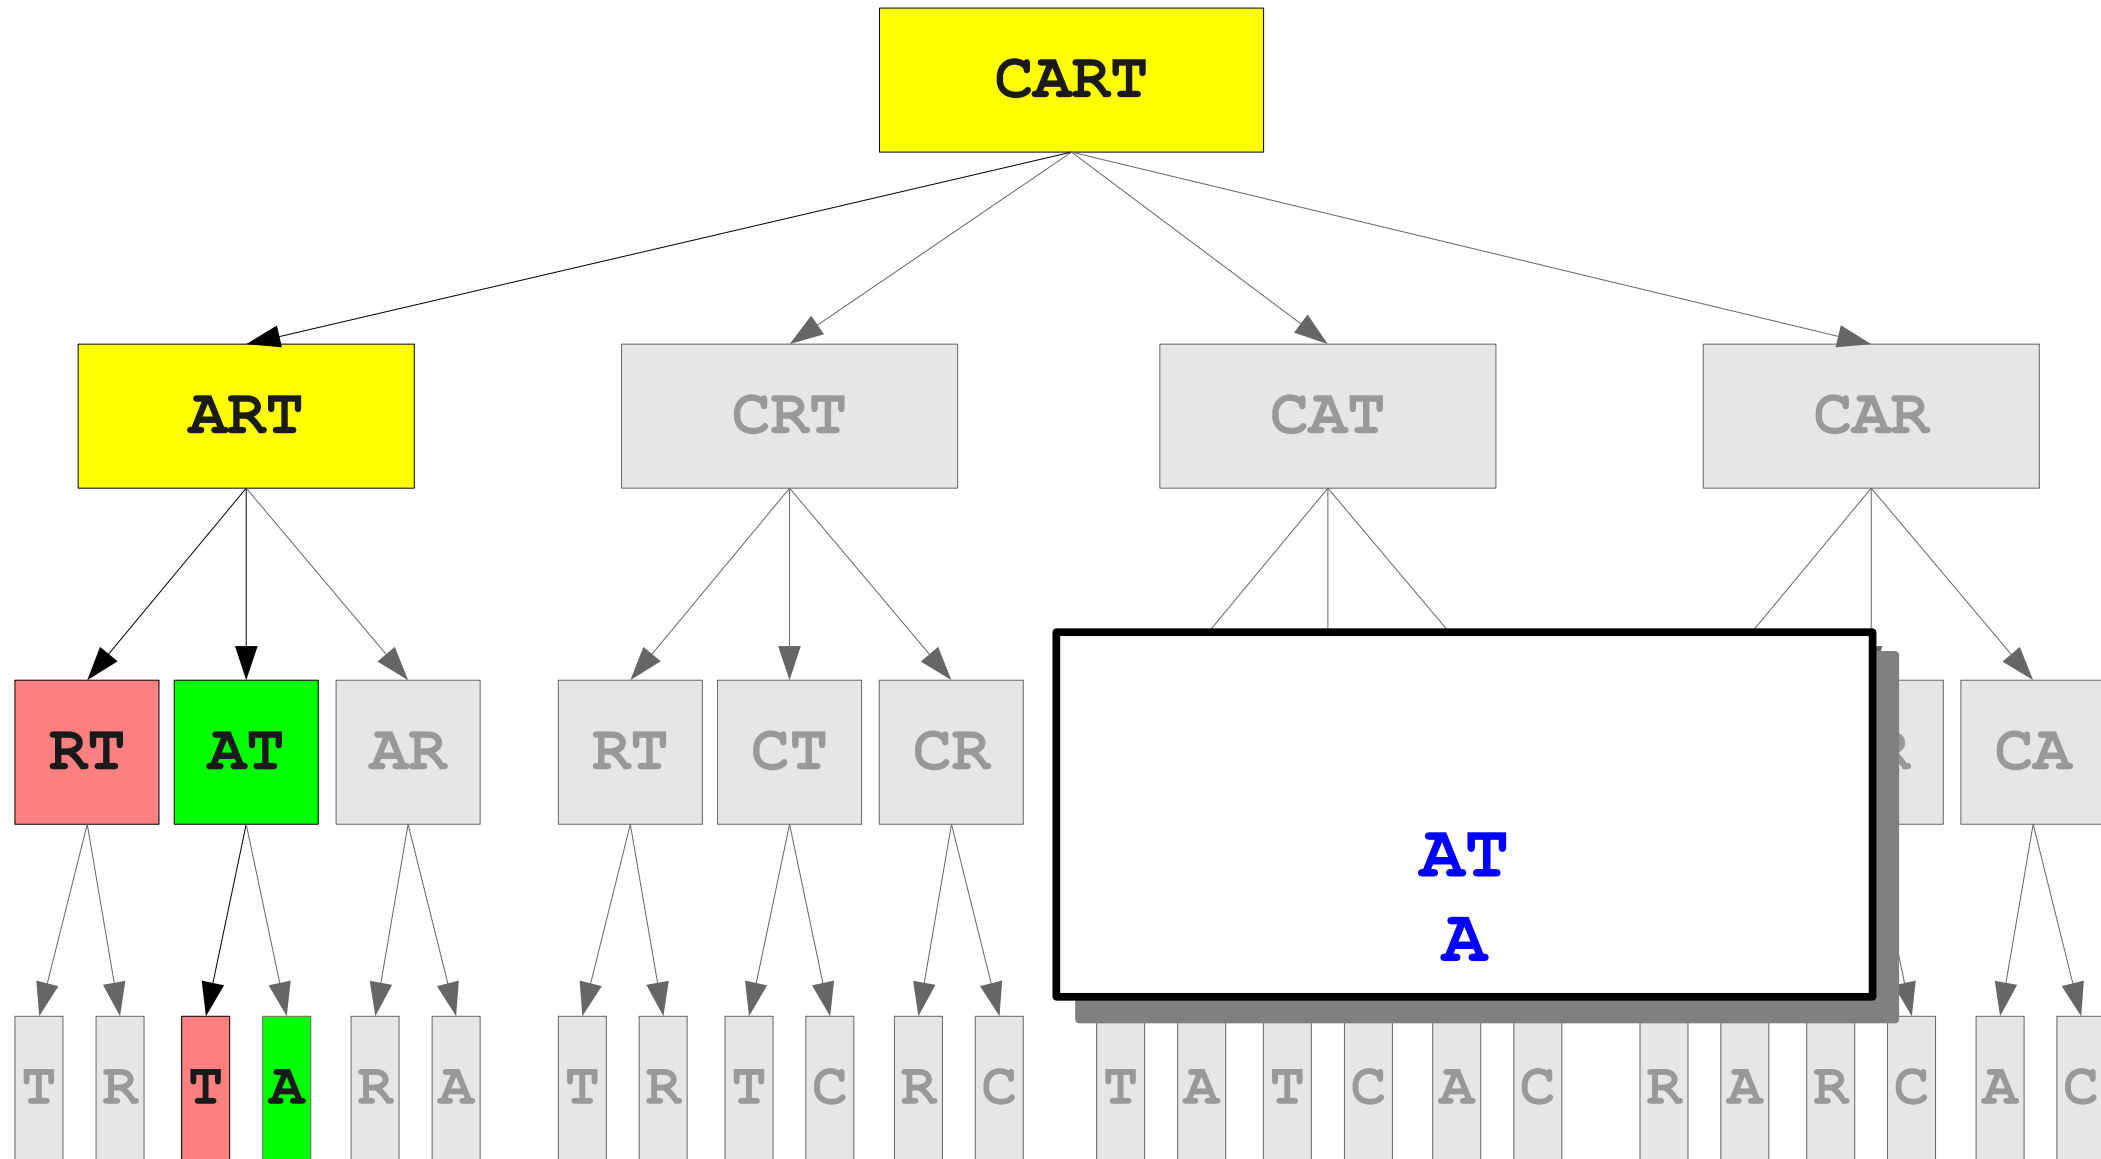 CART
ART CRT CAT CAR
RT AT AR RT CT CR CA
AT
A
T R T A R A T R T C R C T A T C A C R A R C A C